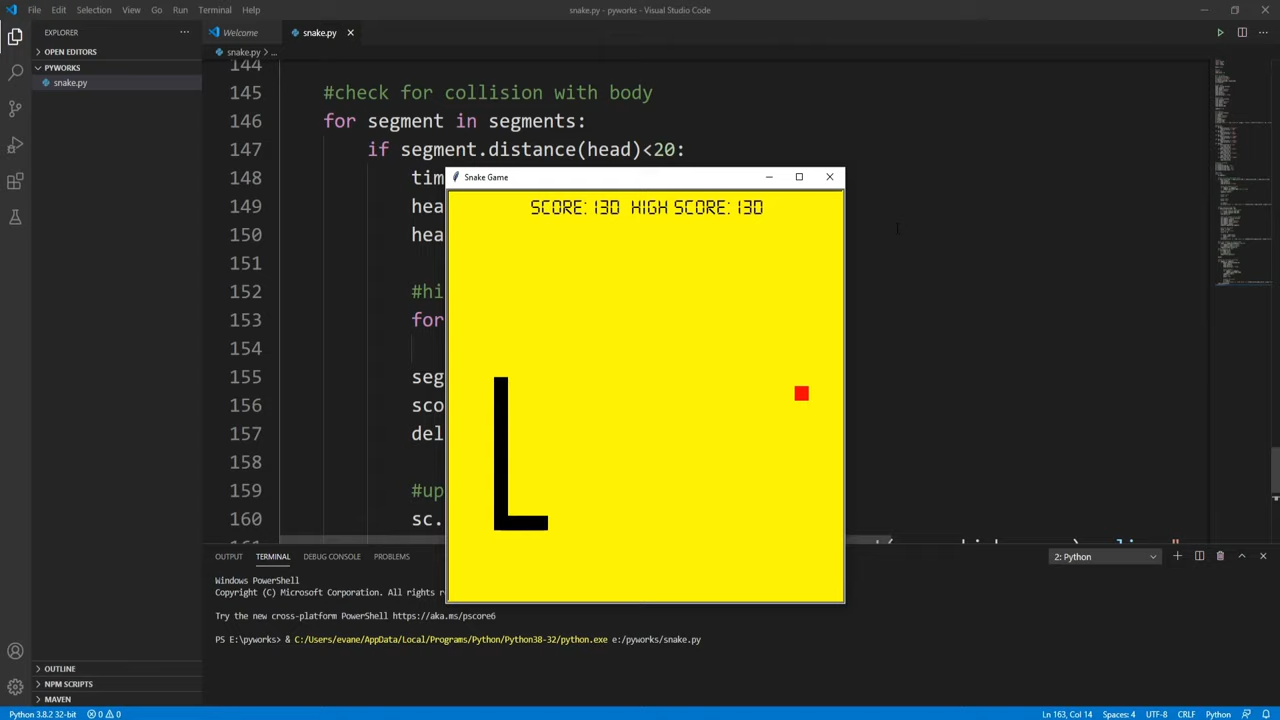 File Edit Selection View Go Run Terminal Help
snake.py - pyworks - Visual Studio Code
EXPLORER
OPEN EDITORS
PYWORKS
snake.py
OUTLINE
NPM SCRIPTS
MAVEN
Welcome
snake.py
snake.py > ...
144
145 #check for collision with body
146 for segment in segments:
147 if segment.distance(head)<20:
148 tim
149 hea
150 hea
151
152 #hi
153 for
154
155 seg
156 sco
157 del
158
159 #up
160 sc.
Snake Game
SCORE: 130 HIGH SCORE: 130
OUTPUT TERMINAL DEBUG CONSOLE PROBLEMS
2: Python
Windows PowerShell
Copyright (C) Microsoft Corporation. All rights re
Try the new cross-platform PowerShell https://aka.ms/pscore6
PS E:\pyworks> & C:/Users/evane/AppData/Local/Programs/Python/Python38-32/python.exe e:/pyworks/snake.py
Python 3.8.2 32-bit 0 0
Ln 163, Col 14 Spaces: 4 UTF-8 CRLF Python